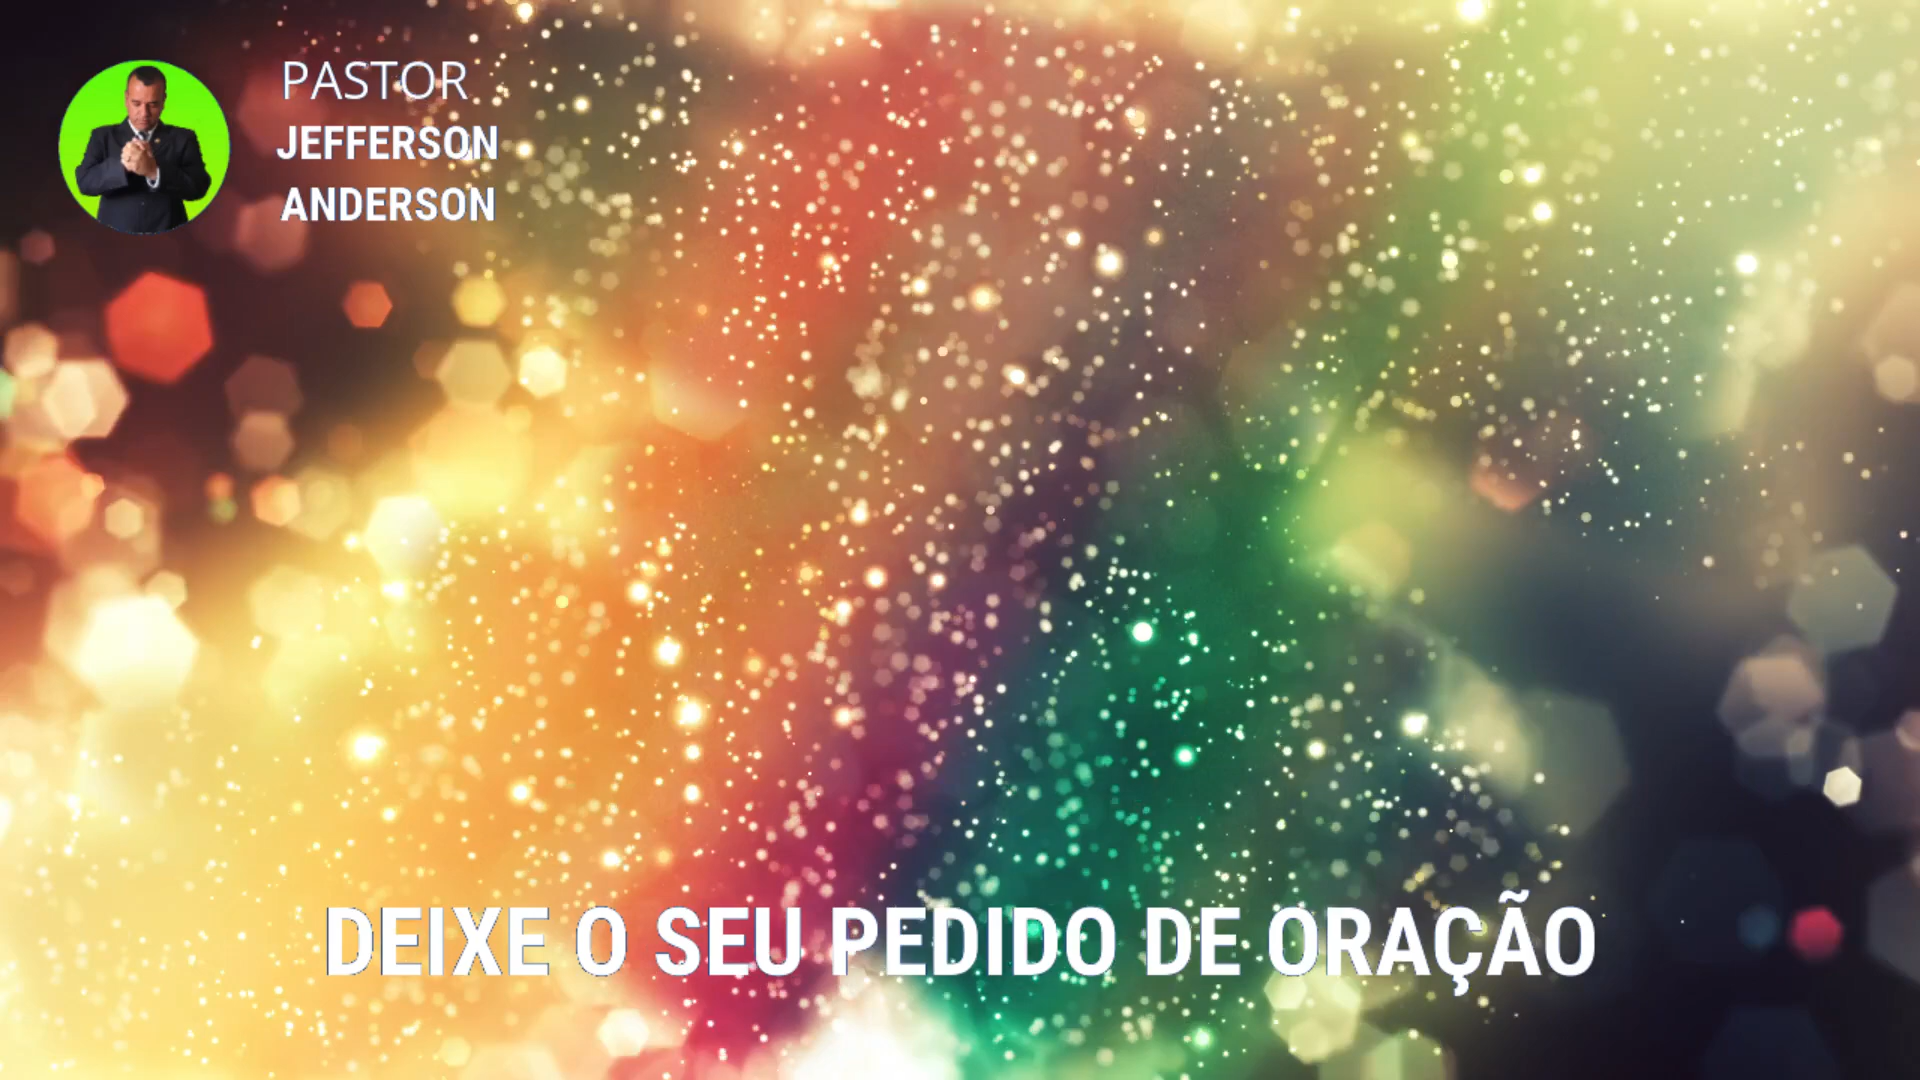 PASTOR
JEFFERSON
ANDERSON
DEIXE O SEU PEDIDO DE ORAÇÃO